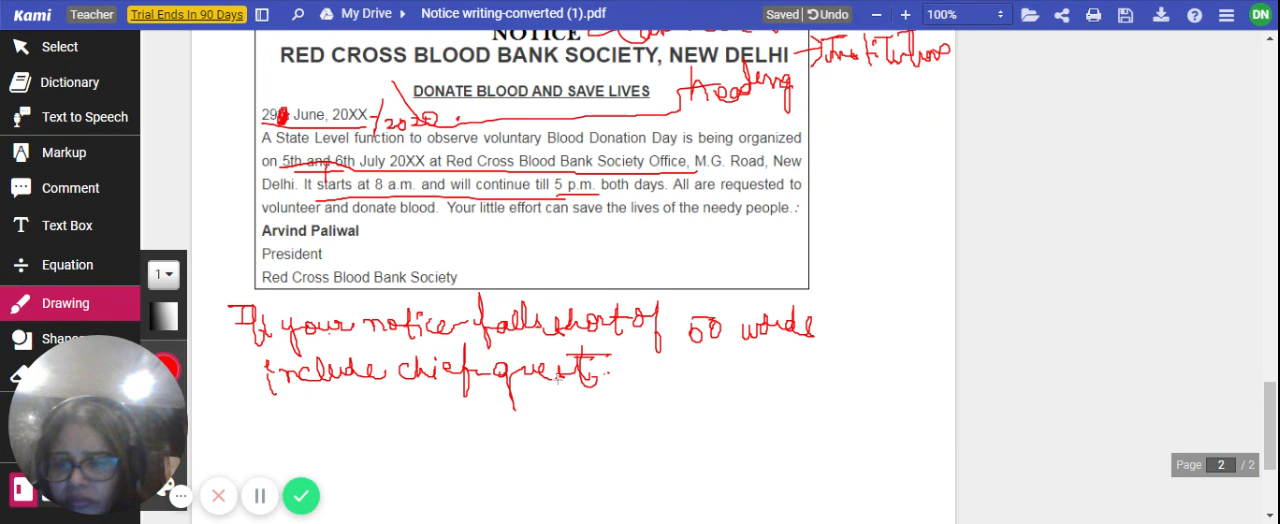 Kami Teacher Trial Ends In 90 Days My Drive Notice writing-converted (1).pdf Saved Undo 100% DN
Select
Dictionary
Text to Speech
Markup
Comment
Text Box
Equation
Drawing
Shape
1
NOTICE
RED CROSS BLOOD BANK SOCIETY, NEW DELHI
Institution
DONATE BLOOD AND SAVE LIVES
heading
29 June, 20XX
A State Level function to observe voluntary Blood Donation Day is being organized
on 5th and 6th July 20XX at Red Cross Blood Bank Society Office, M.G. Road, New
Delhi. It starts at 8 a.m. and will continue till 5 p.m. both days. All are requested to
volunteer and donate blood. Your little effort can save the lives of the needy people.
Arvind Paliwal
President
Red Cross Blood Bank Society
If your notice falls short of 50 words
include chief guest
Page 2 / 2